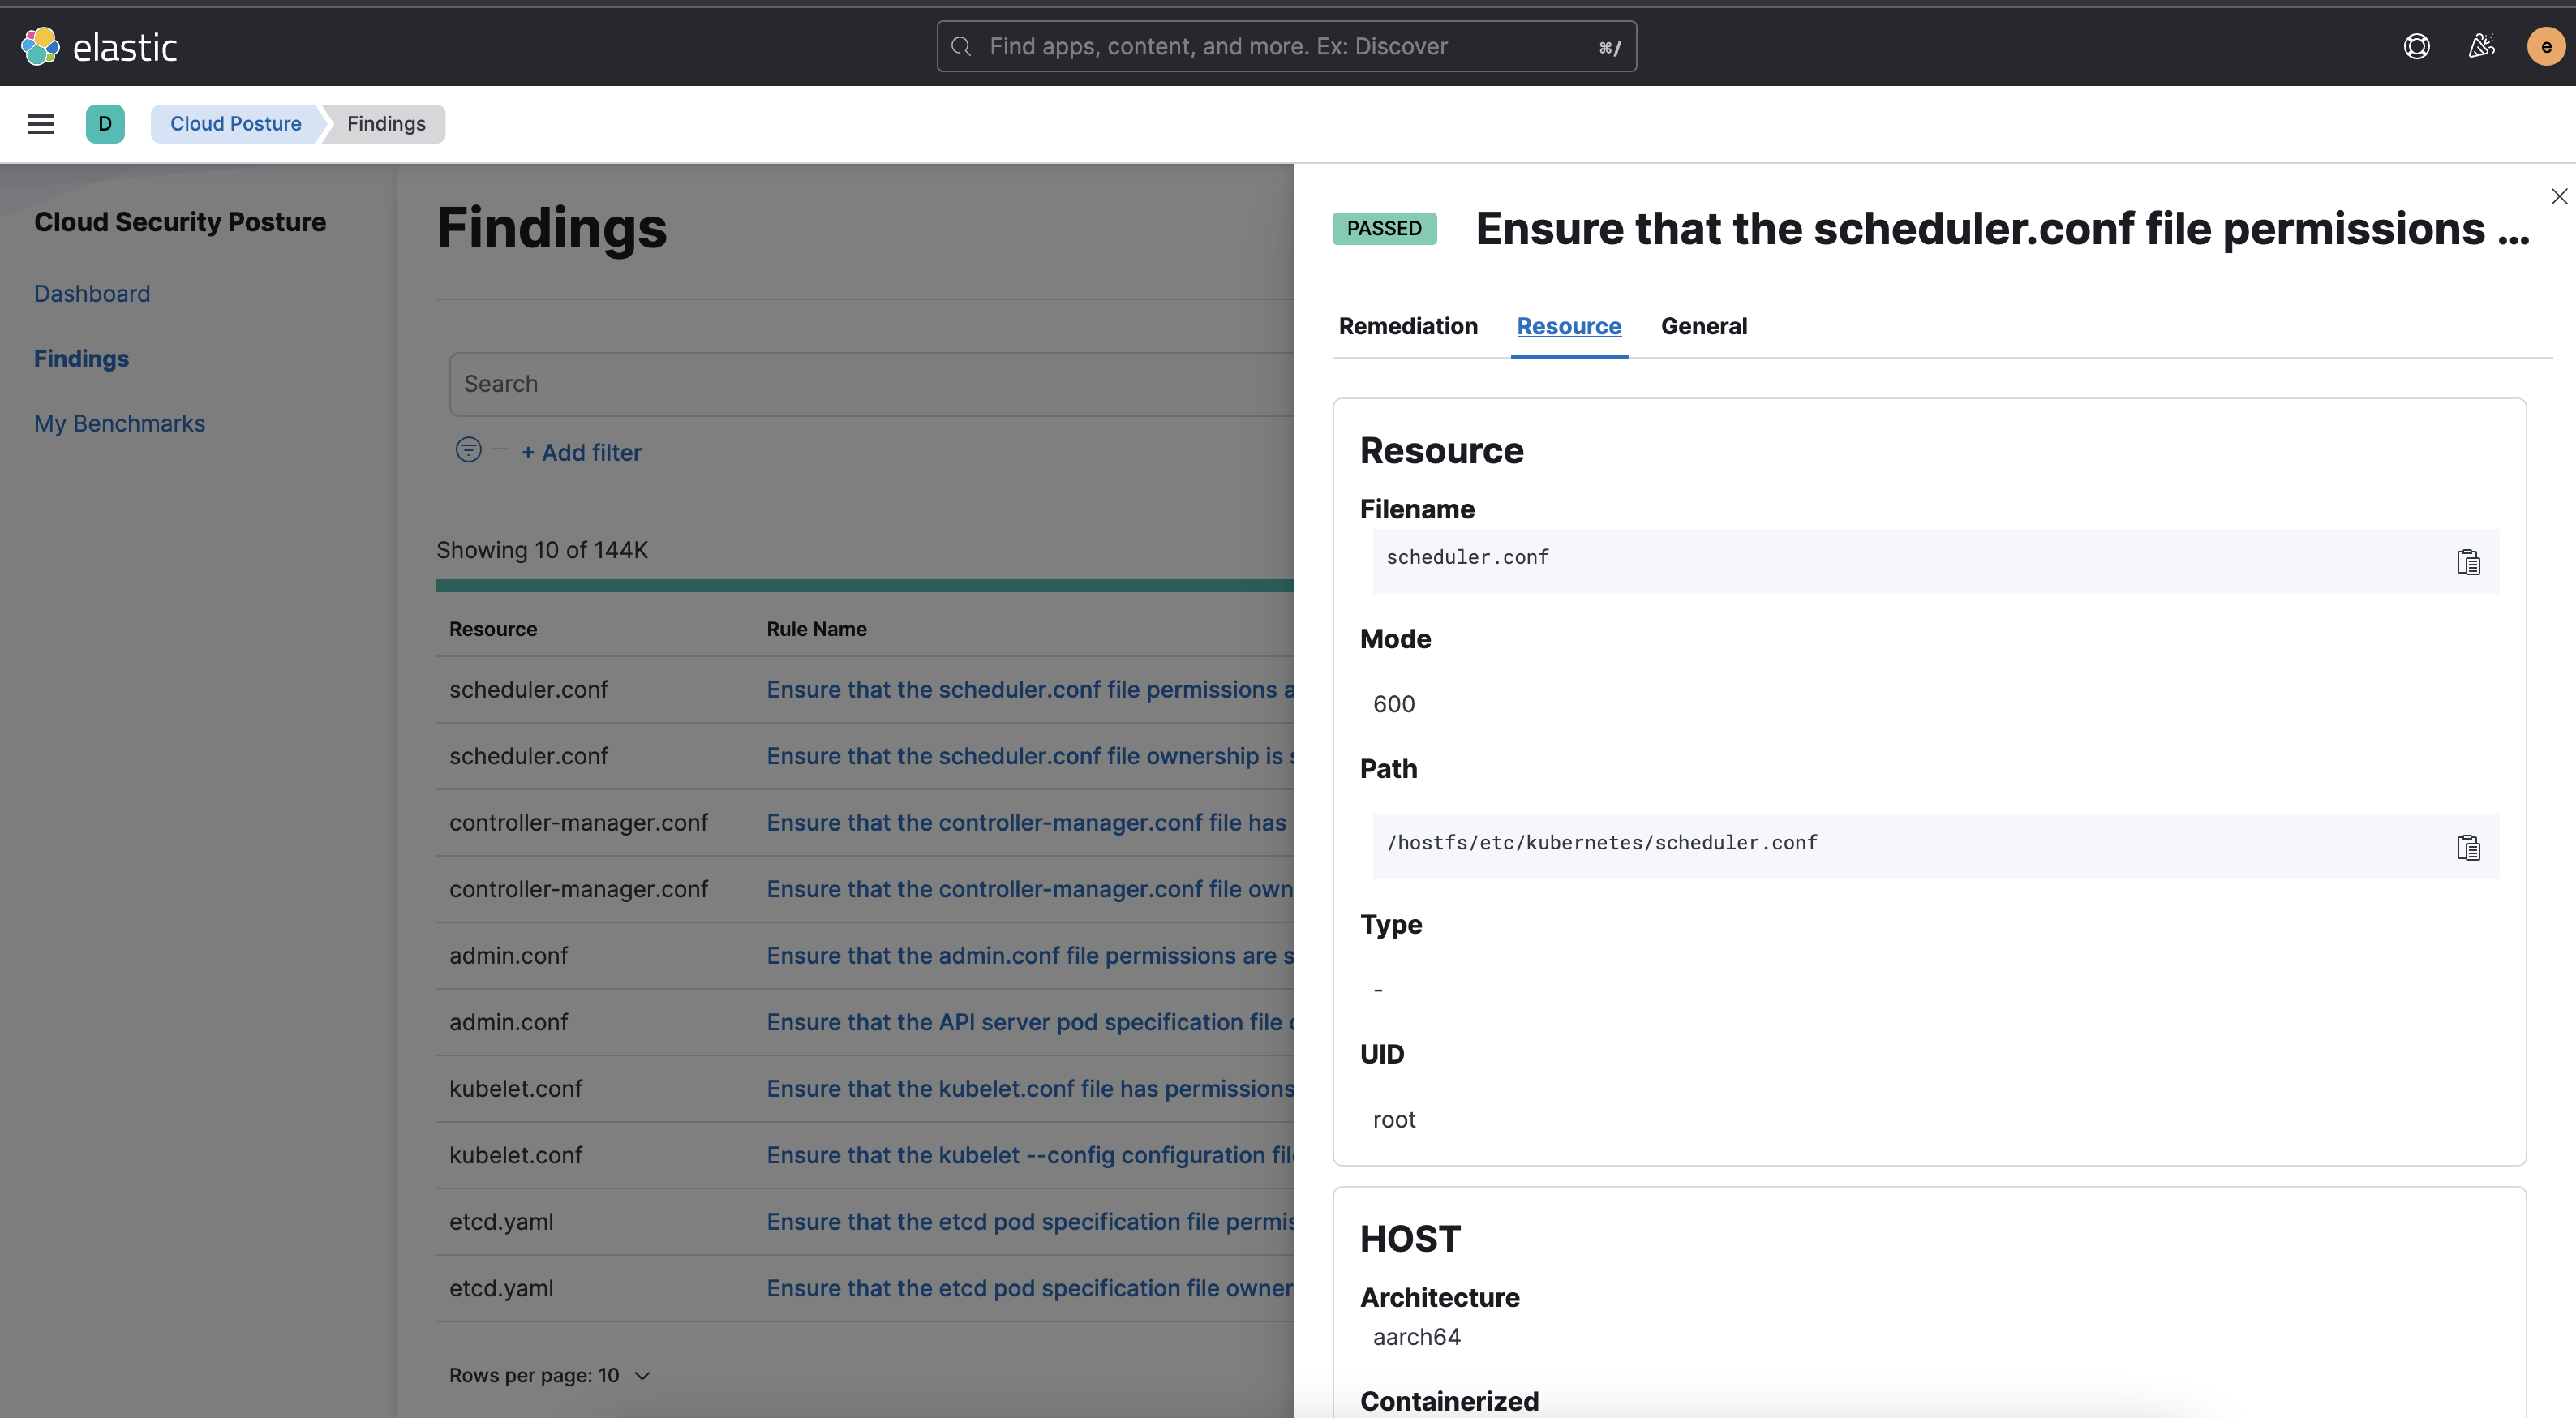 elastic
Find apps, content, and more. Ex: Discover
⌘/
e
D
Cloud Posture
Findings
Cloud Security Posture
Dashboard
Findings
My Benchmarks
Findings
Search
+ Add filter
Showing 10 of 144K
Resource Rule Name
scheduler.conf Ensure that the scheduler.conf file permissions a
scheduler.conf Ensure that the scheduler.conf file ownership is s
controller-manager.conf Ensure that the controller-manager.conf file has
controller-manager.conf Ensure that the controller-manager.conf file own
admin.conf Ensure that the admin.conf file permissions are s
admin.conf Ensure that the API server pod specification file o
kubelet.conf Ensure that the kubelet.conf file has permissions
kubelet.conf Ensure that the kubelet --config configuration fil
etcd.yaml Ensure that the etcd pod specification file permis
etcd.yaml Ensure that the etcd pod specification file owner
Rows per page: 10
PASSED
Ensure that the scheduler.conf file permissions ...
Remediation Resource General
Resource
Filename
scheduler.conf
Mode
600
Path
/hostfs/etc/kubernetes/scheduler.conf
Type
-
UID
root
HOST
Architecture
aarch64
Containerized